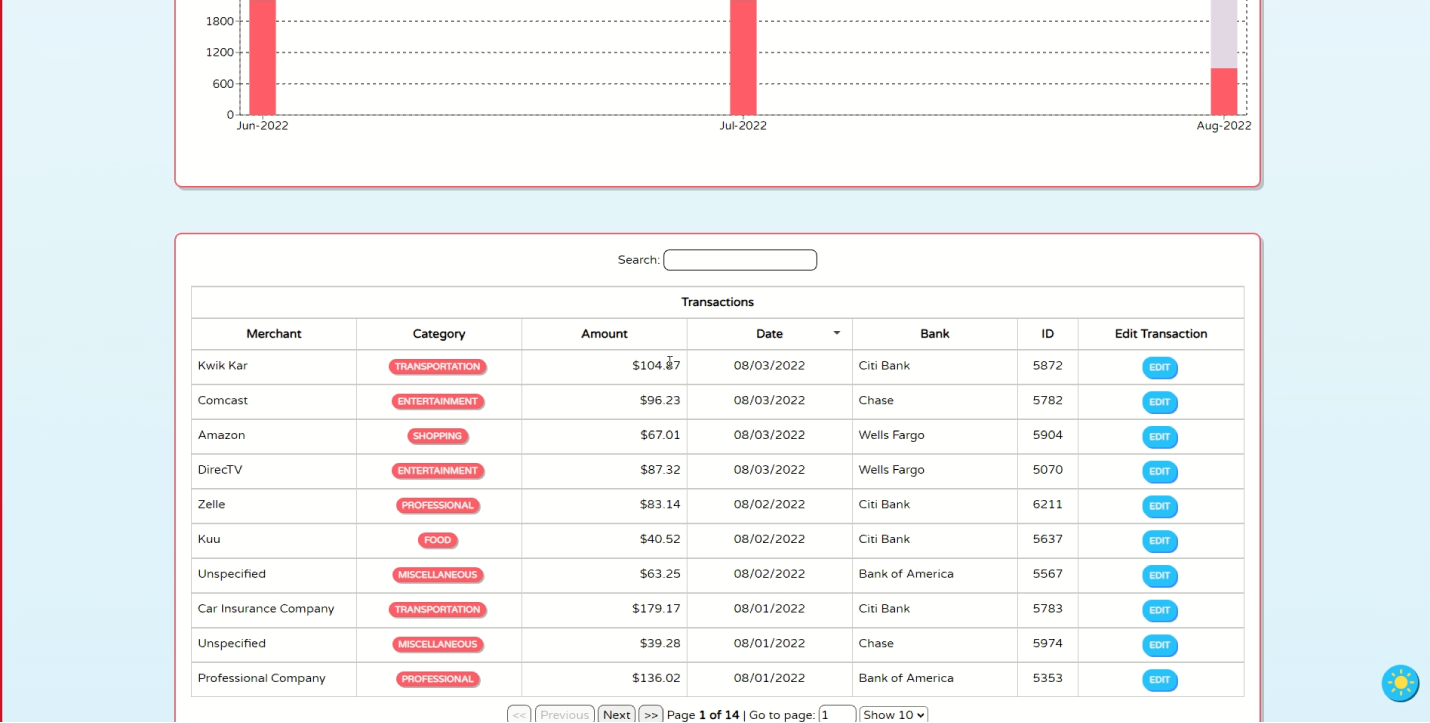 1800
1200
600
0
Jun-2022 Jul-2022 Aug-2022
Search:
Transactions
Merchant Category Amount Date Bank ID Edit Transaction
Kwik Kar TRANSPORTATION $104.87 08/03/2022 Citi Bank 5872 EDIT
Comcast ENTERTAINMENT $96.23 08/03/2022 Chase 5782 EDIT
Amazon SHOPPING $67.01 08/03/2022 Wells Fargo 5904 EDIT
DirecTV ENTERTAINMENT $87.32 08/03/2022 Wells Fargo 5070 EDIT
Zelle PROFESSIONAL $83.14 08/02/2022 Citi Bank 6211 EDIT
Kuu FOOD $40.52 08/02/2022 Citi Bank 5637 EDIT
Unspecified MISCELLANEOUS $63.25 08/02/2022 Bank of America 5567 EDIT
Car Insurance Company TRANSPORTATION $179.17 08/01/2022 Citi Bank 5783 EDIT
Unspecified MISCELLANEOUS $39.28 08/01/2022 Chase 5974 EDIT
Professional Company PROFESSIONAL $136.02 08/01/2022 Bank of America 5353 EDIT
<< Previous Next >> Page 1 of 14 | Go to page: 1 Show 10